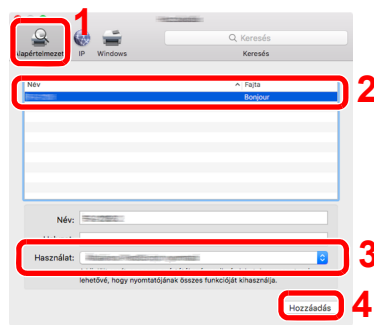 1
Keresés
Alapértelmezett IP Windows Keresés
2
Név Fajta
Bonjour
Név:
Használat:
3
lehetővé, hogy nyomtatójának összes funkcióját kihasználja.
Hozzáadás
4